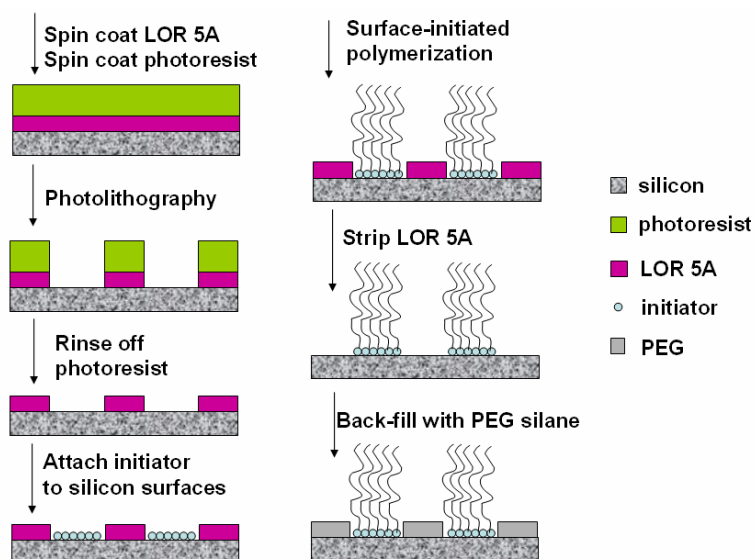 Spin coat LOR 5A
Spin coat photoresist
Photolithography
Rinse off
photoresist
Attach initiator
to silicon surfaces
Surface-initiated
polymerization
Strip LOR 5A
Back-fill with PEG silane
silicon
photoresist
LOR 5A
initiator
PEG